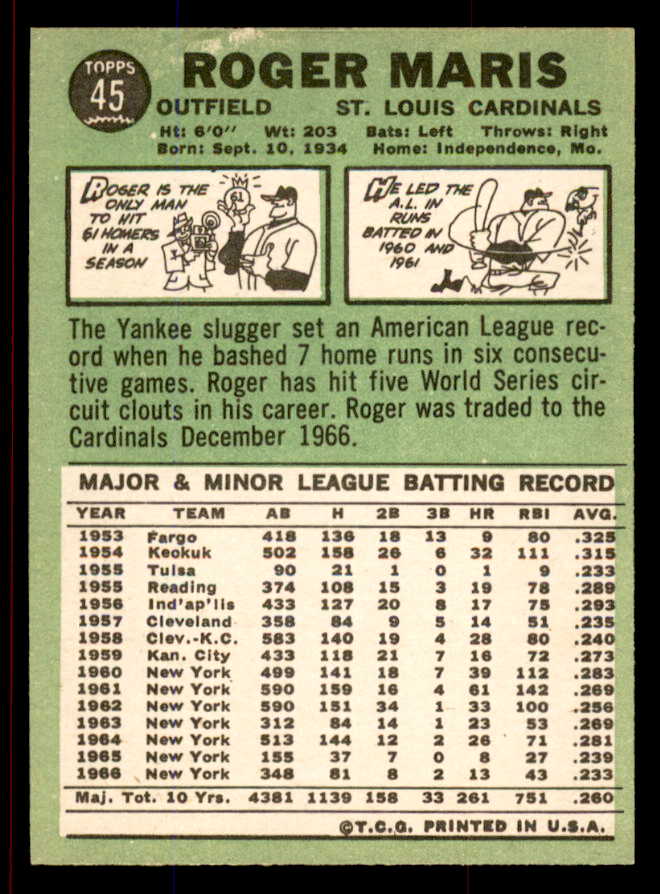 TOPPS
45
ROGER MARIS
OUTFIELD ST. LOUIS CARDINALS
Ht: 6'0" Wt: 203 Bats: Left Throws: Right
Born: Sept. 10, 1934 Home: Independence, Mo.
ROGER IS THE
ONLY MAN
TO HIT
61 HOMERS
IN A
SEASON
61
HE LED THE
A.L. IN
RUNS
BATTED IN
1960 AND
1961
The Yankee slugger set an American League rec-
ord when he bashed 7 home runs in six consecu-
tive games. Roger has hit five World Series cir-
cuit clouts in his career. Roger was traded to the
Cardinals December 1966.
MAJOR & MINOR LEAGUE BATTING RECORD
YEAR TEAM AB H 2B 3B HR RBI AVG.
1953 Fargo 418 136 18 13 9 80 .325
1954 Keokuk 502 158 26 6 32 111 .315
1955 Tulsa 90 21 1 0 1 9 .233
1955 Reading 374 108 15 3 19 78 .289
1956 Ind'ap'lis 433 127 20 8 17 75 .293
1957 Cleveland 358 84 9 5 14 51 .235
1958 Clev.-K.C. 583 140 19 4 28 80 .240
1959 Kan. City 433 118 21 7 16 72 .273
1960 New York 499 141 18 7 39 112 .283
1961 New York 590 159 16 4 61 142 .269
1962 New York 590 151 34 1 33 100 .256
1963 New York 312 84 14 1 23 53 .269
1964 New York 513 144 12 2 26 71 .281
1965 New York 155 37 7 0 8 27 .239
1966 New York 348 81 8 2 13 43 .233
Maj. Tot. 10 Yrs. 4381 1139 158 33 261 751 .260
©T.C.G. PRINTED IN U.S.A.